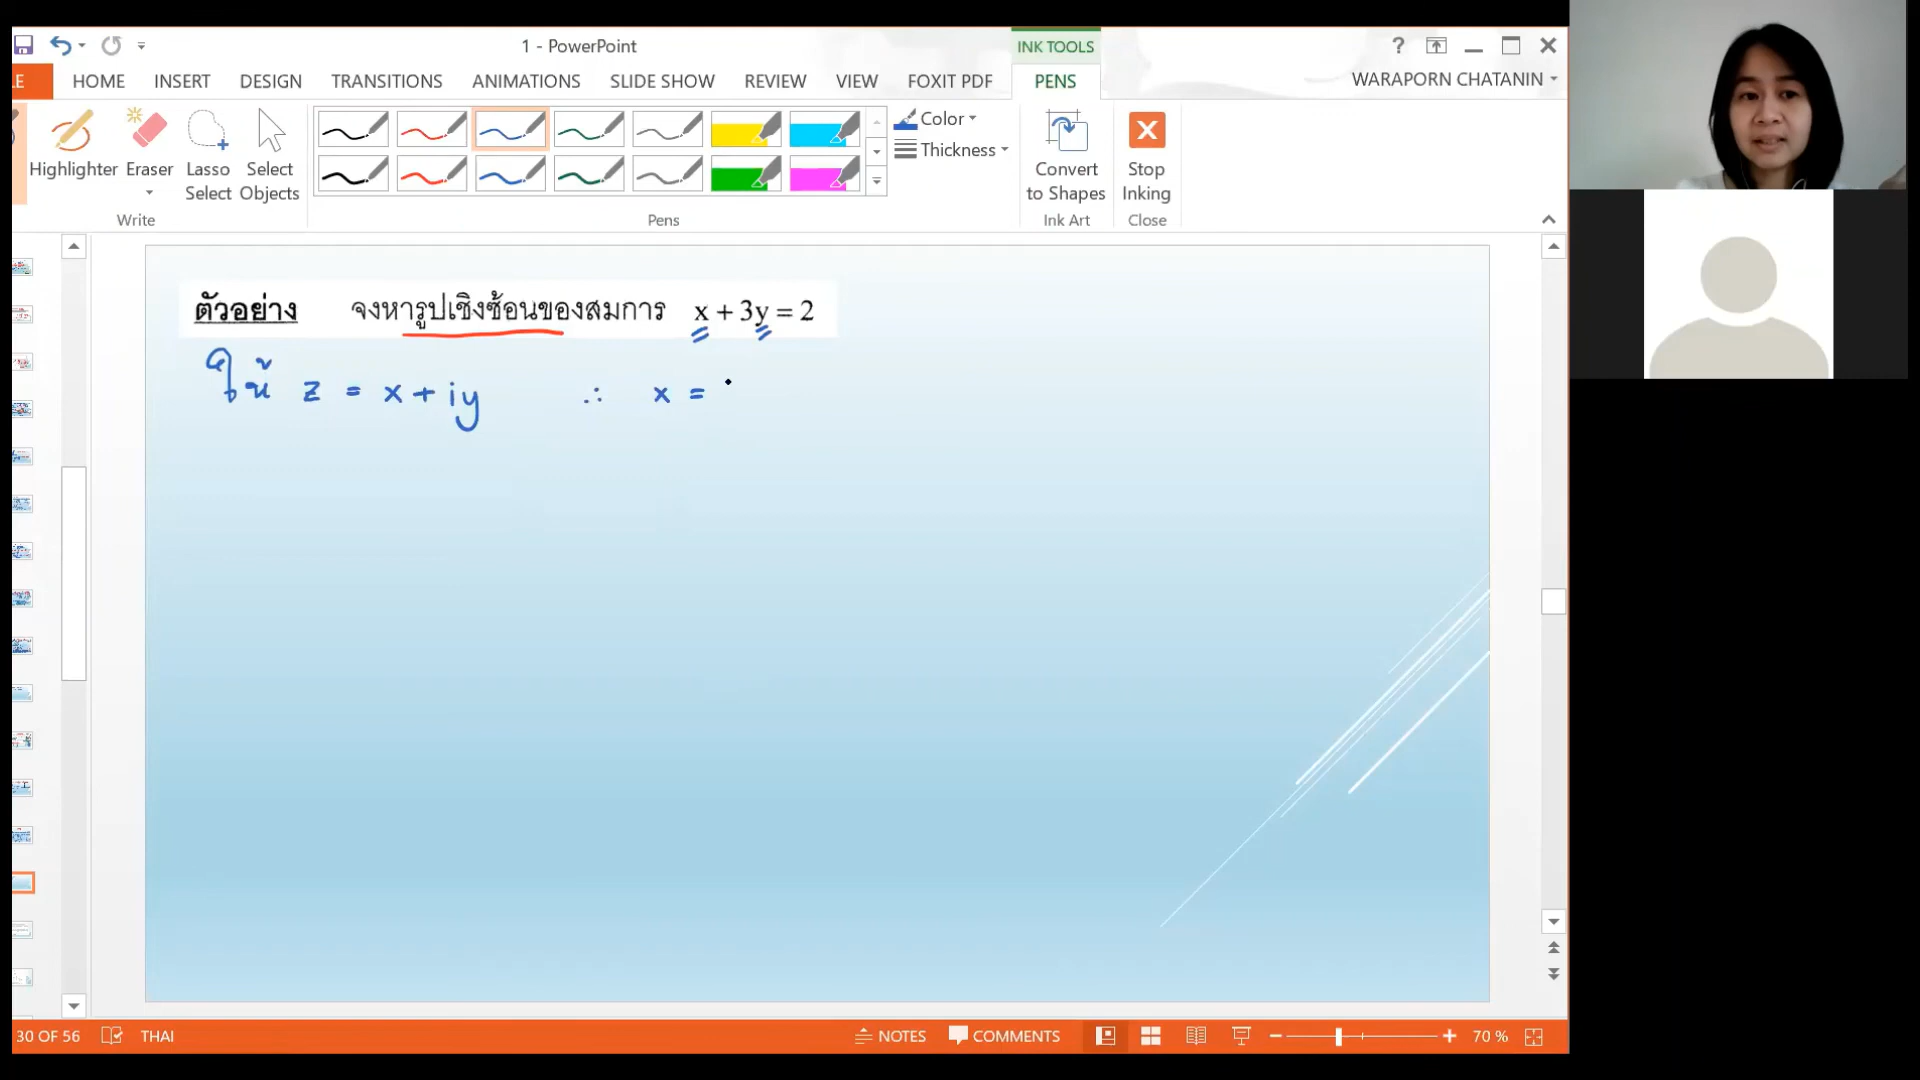 1 - PowerPoint
INK TOOLS
?
LE HOME INSERT DESIGN TRANSITIONS ANIMATIONS SLIDE SHOW REVIEW VIEW FOXIT PDF PENS
WARAPORN CHATANIN
Highlighter
Eraser
Lasso Select
Select Objects
Color
Thickness
Convert to Shapes
Stop Inking
Write
Pens
Ink Art
Close
ตัวอย่าง จงหารูปเชิงซ้อนของสมการ x + 3y = 2
ให้ z = x + iy ∴ x =
30 OF 56
THAI
NOTES
COMMENTS
70 %